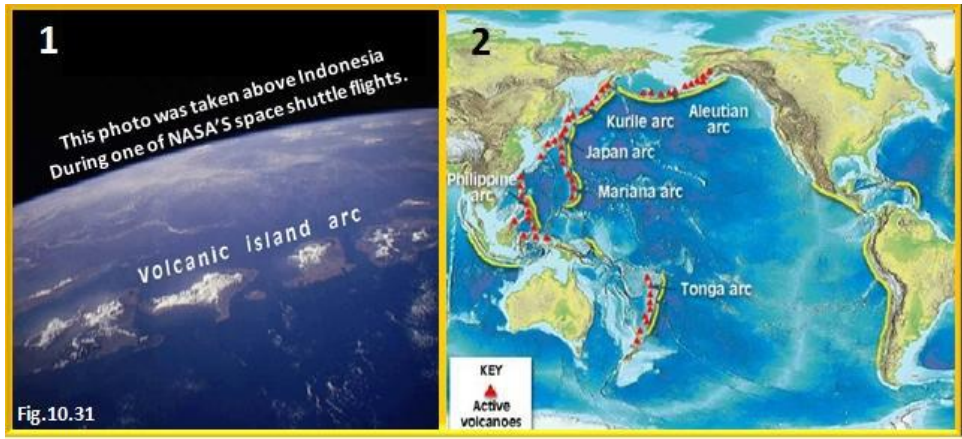 1
This photo was taken above Indonesia
During one of NASA'S space shuttle flights.
Volcanic island arc
Fig.10.31
2
Kurile arc
Aleutian
arc
Japan arc
Philippine
arc
Mariana arc
Tonga arc
KEY
Active
volcanoes